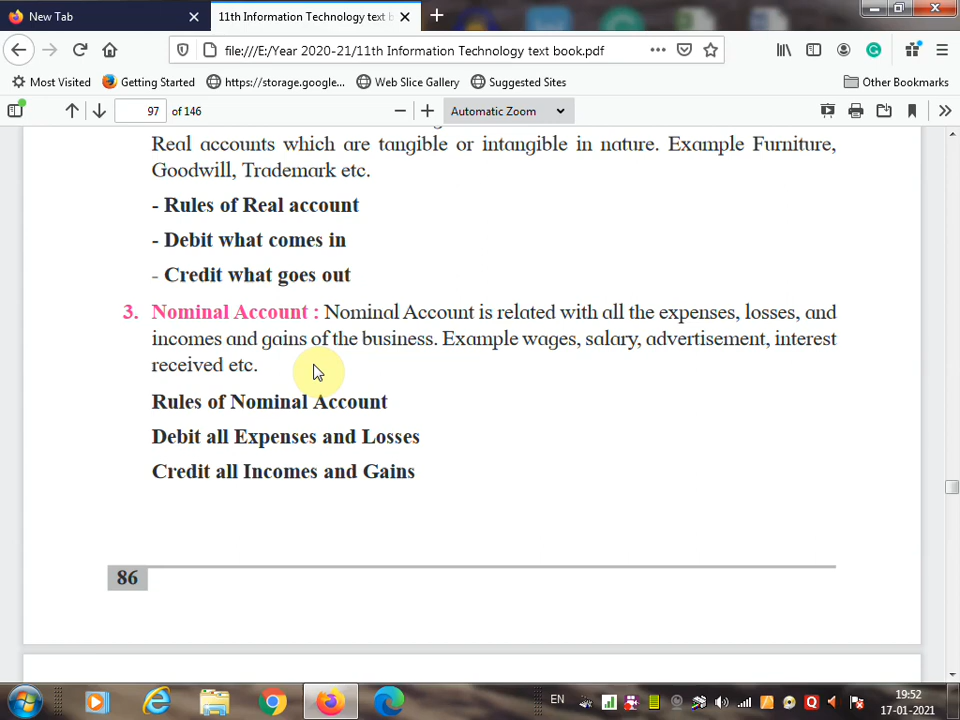 New Tab
11th Information Technology text b
file:///E:/Year 2020-21/11th Information Technology text book.pdf
Most Visited
Getting Started
https://storage.google...
Web Slice Gallery
Suggested Sites
Other Bookmarks
97 of 146
Automatic Zoom
Real accounts which are tangible or intangible in nature. Example Furniture,
Goodwill, Trademark etc.
- Rules of Real account
- Debit what comes in
- Credit what goes out
3. Nominal Account : Nominal Account is related with all the expenses, losses, and
incomes and gains of the business. Example wages, salary, advertisement, interest
received etc.
Rules of Nominal Account
Debit all Expenses and Losses
Credit all Incomes and Gains
86
EN
19:52
17-01-2021